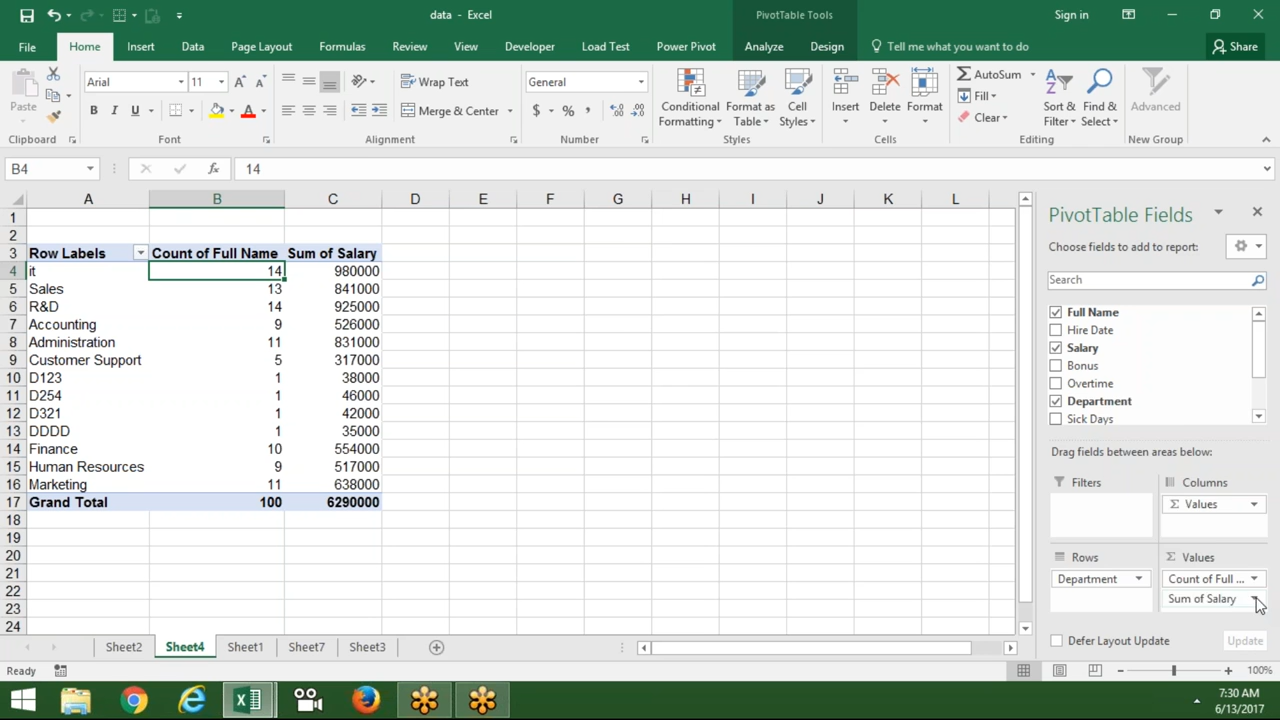 data - Excel
PivotTable Tools
Sign in
File Home Insert Data Page Layout Formulas Review View Developer Load Test Power Pivot Analyze Design Tell me what you want to do Share
Paste
Arial 11
Wrap Text
General
AutoSum
B I U
Merge & Center
$ % ,
Conditional Formatting
Format as Table
Cell Styles
Insert
Delete
Format
Fill
Clear
Sort & Filter
Find & Select
Advanced
Clipboard Font Alignment Number Styles Cells Editing New Group
B4 fx 14
A B C D E F G H I J K L
1
2
3 Row Labels Count of Full Name Sum of Salary
4 it 14 980000
5 Sales 13 841000
6 R&D 14 925000
7 Accounting 9 526000
8 Administration 11 831000
9 Customer Support 5 317000
10 D123 1 38000
11 D254 1 46000
12 D321 1 42000
13 DDDD 1 35000
14 Finance 10 554000
15 Human Resources 9 517000
16 Marketing 11 638000
17 Grand Total 100 6290000
18
19
20
21
22
23
24
PivotTable Fields
Choose fields to add to report:
Search
Full Name
Hire Date
Salary
Bonus
Overtime
Department
Sick Days
Drag fields between areas below:
Filters
Columns
Σ Values
Rows
Σ Values
Department
Count of Full ...
Sum of Salary
Defer Layout Update
Update
Sheet2 Sheet4 Sheet1 Sheet7 Sheet3
Ready
100%
7:30 AM
6/13/2017